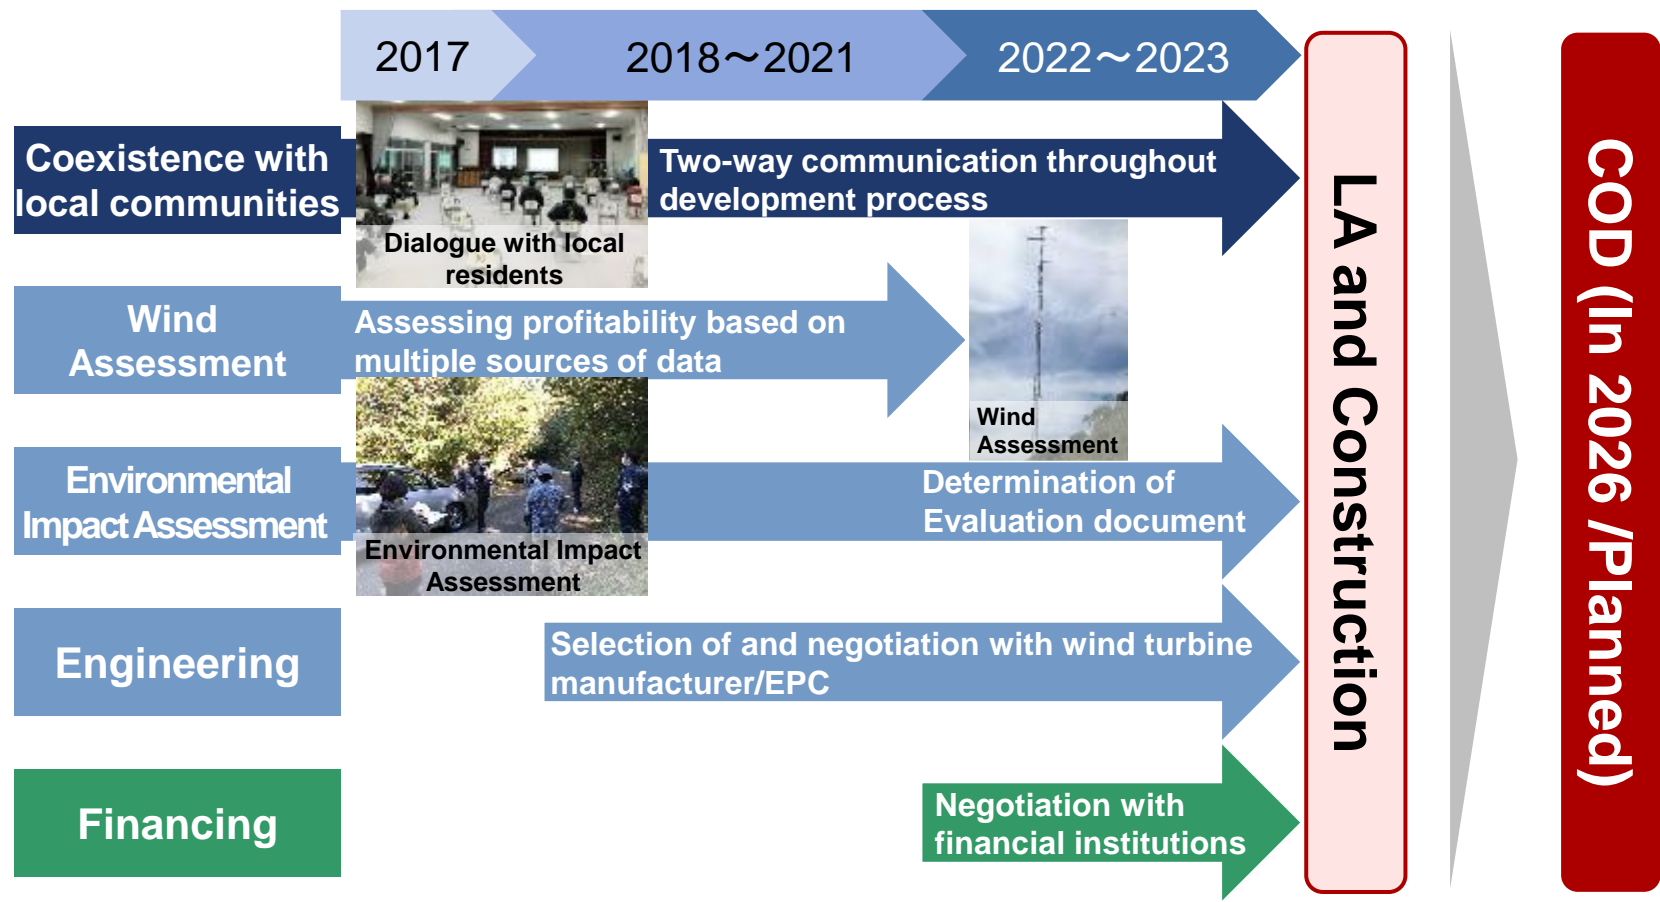 2017
2018～2021
2022～2023
Coexistence with
local communities
Dialogue with local
residents
Two-way communication throughout
development process
Wind
Assessment
Assessing profitability based on
multiple sources of data
Wind
Assessment
Environmental
Impact Assessment
Environmental Impact
Assessment
Determination of
Evaluation document
Engineering
Selection of and negotiation with wind turbine
manufacturer/EPC
Financing
Negotiation with
financial institutions
LA and Construction
COD (In 2026 /Planned)